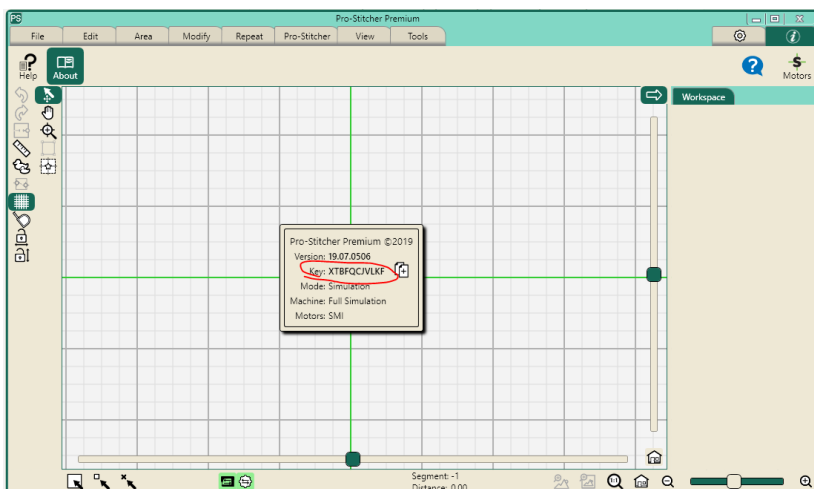 PS
Pro-Stitcher Premium
File Edit Area Modify Repeat Pro-Stitcher View Tools
Help
About
Motors
Workspace
Pro-Stitcher Premium ©2019
Version: 19.07.0506
Key: XTBFQCJVLKF
Mode: Simulation
Machine: Full Simulation
Motors: SMI
Segment: -1
Distance: 0.00
1:1